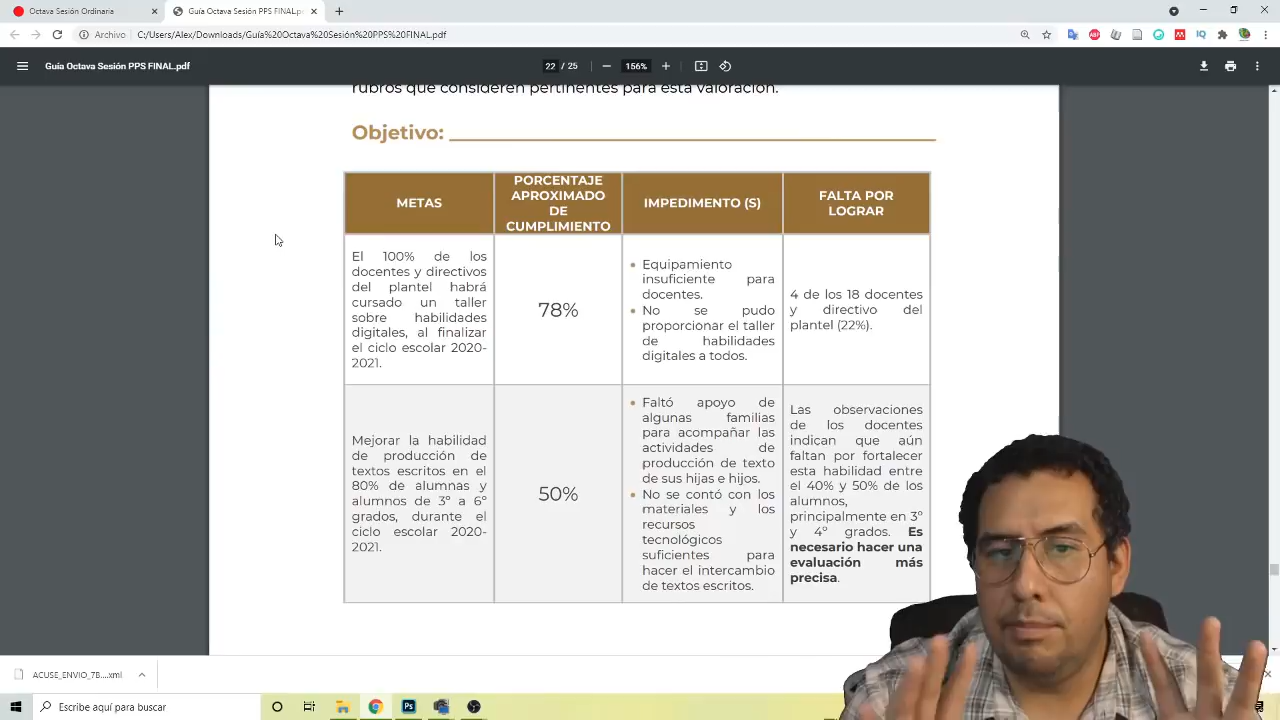 Octava Sesión Ordinaria
Guía Octava Sesión PPS FINAL.p
Archivo
C:/Users/Alex/Downloads/Guía%20Octava%20Sesión%20PPS%20FINAL.pdf
Guía Octava Sesión PPS FINAL.pdf
22 / 25
156%
rubros que consideren pertinentes para esta valoración.
Objetivo:
METAS
PORCENTAJE
APROXIMADO
DE
CUMPLIMIENTO
IMPEDIMENTO (S)
FALTA POR
LOGRAR
El 100% de los
docentes y directivos
del plantel habrá
cursado un taller
sobre habilidades
digitales, al finalizar
el ciclo escolar 2020-
2021.
78%
Equipamiento
insuficiente para
docentes.
No se pudo
proporcionar el taller
de habilidades
digitales a todos.
4 de los 18 docentes
y directivo del
plantel (22%).
Mejorar la habilidad
de producción de
textos escritos en el
80% de alumnas y
alumnos de 3º a 6º
grados, durante el
ciclo escolar 2020-
2021.
50%
Faltó apoyo de
algunas familias
para acompañar las
actividades de
producción de texto
de sus hijas e hijos.
No se contó con los
materiales y los
recursos
tecnológicos
suficientes para
hacer el intercambio
de textos escritos.
Las observaciones
de los docentes
indican que aún
faltan por fortalecer
esta habilidad entre
el 40% y 50% de los
alumnos,
principalmente en 3º
y 4º grados. Es
necesario hacer una
evaluación más
precisa.
ACUSE_ENVIO_7B....xml
Escribe aquí para buscar